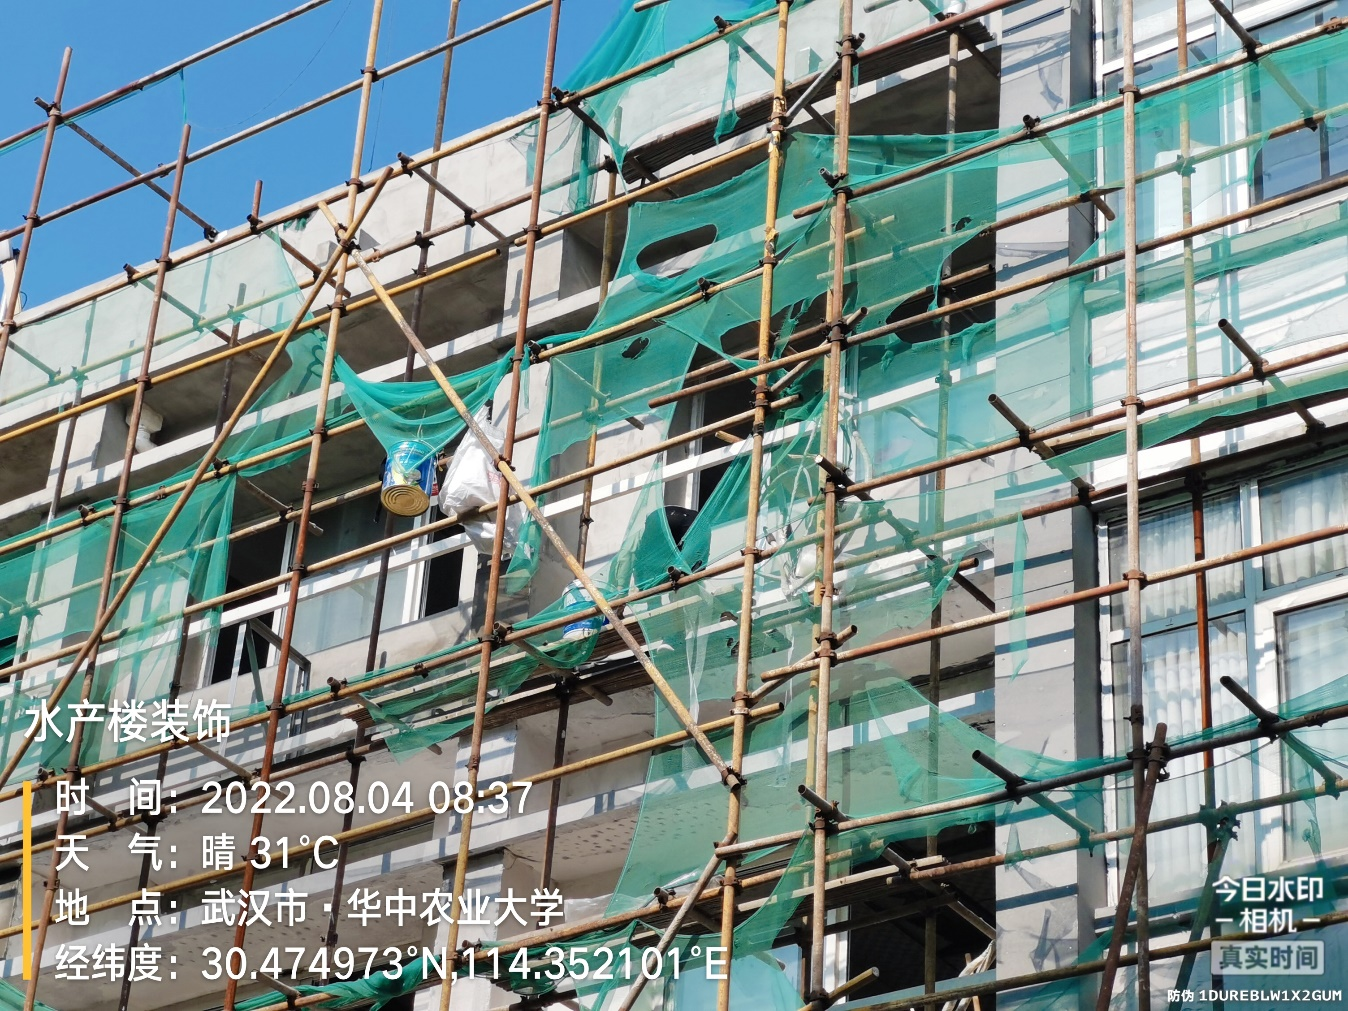 水产楼装饰
时 间：2022.08.04 08:37
天 气：晴 31°C
地 点：武汉市·华中农业大学
经纬度：30.474973°N,114.352101°E
今日水印
－相机－
真实时间
防伪 1DUREBLW1X2GUM